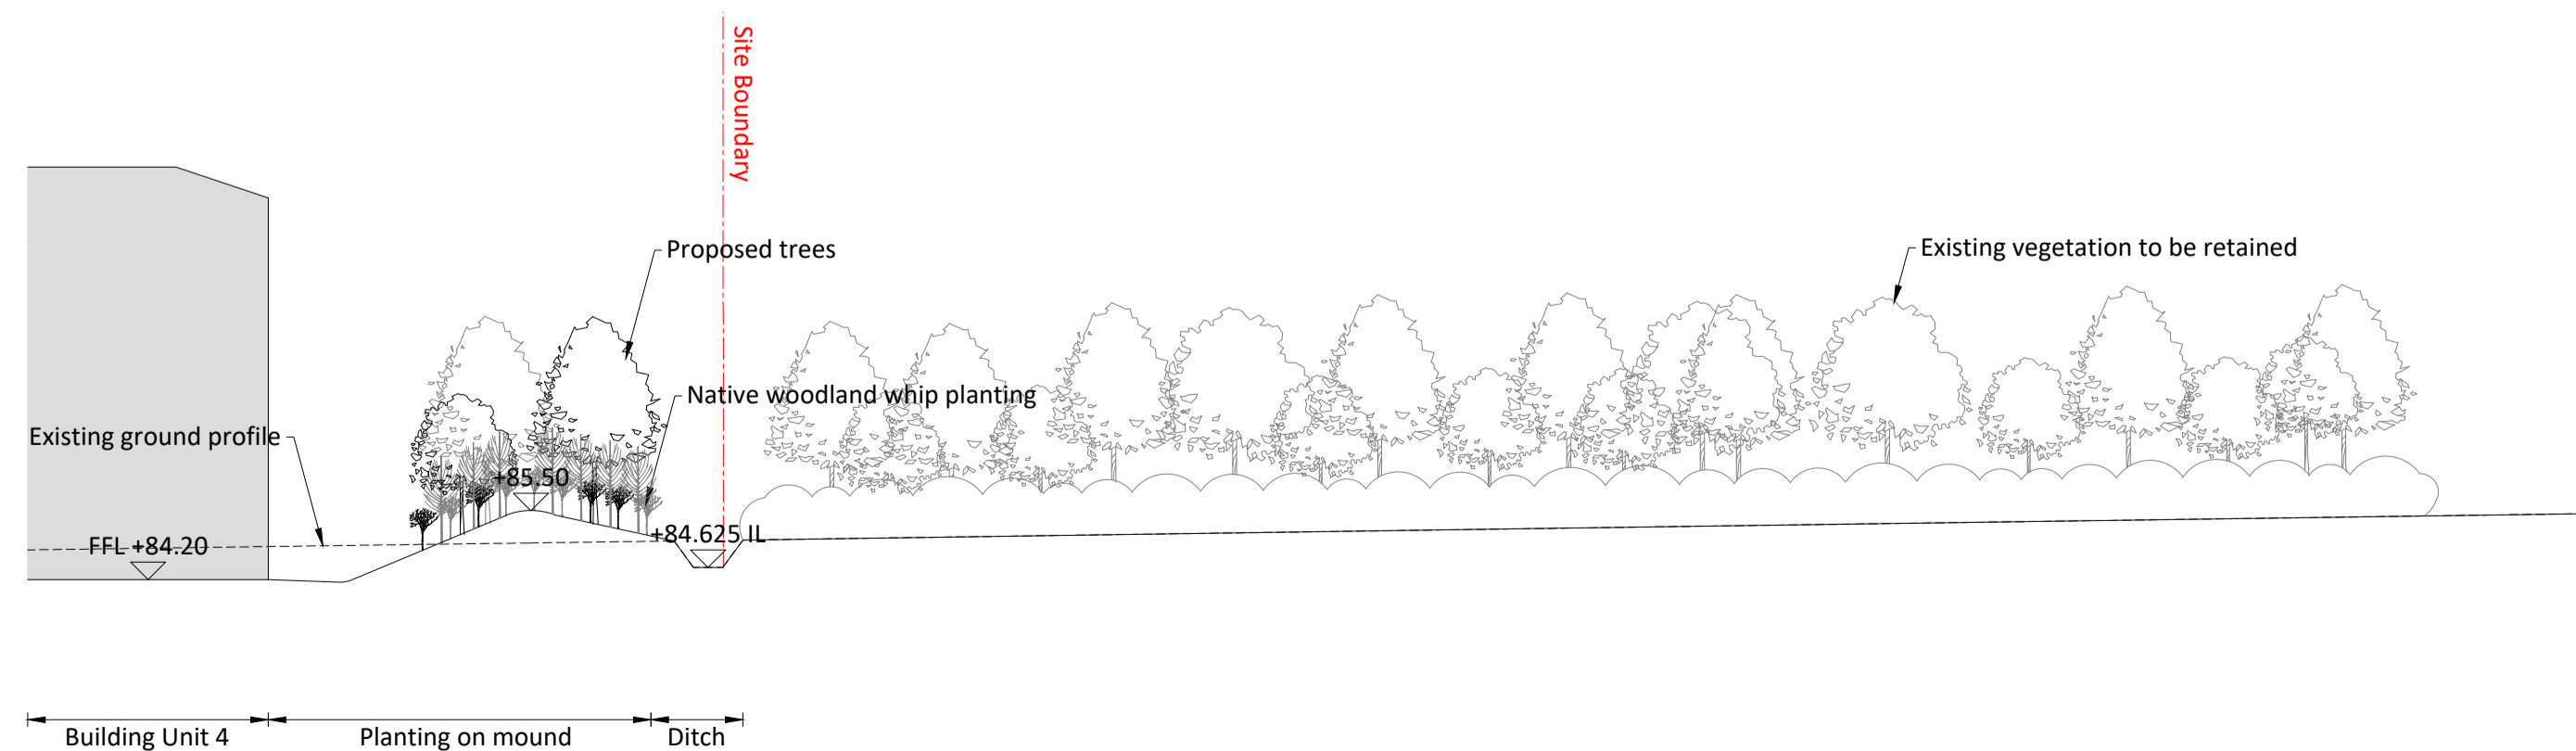 Site Boundary
Proposed trees
Existing vegetation to be retained
Native woodland whip planting
Existing ground profile
+85.50
+84.625 IL
FFL +84.20
Building Unit 4
Planting on mound
Ditch